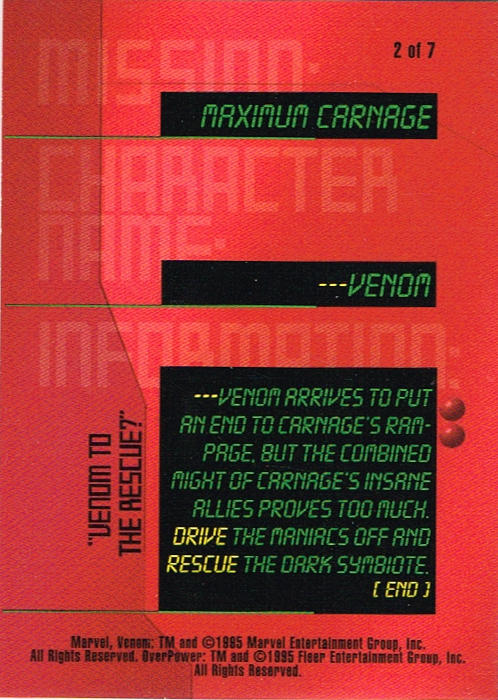 2 of 7
MISSION:
MAXIMUM CARNAGE
CHARACTER
NAME:
---VENOM
INFORMATION:
---VENOM ARRIVES TO PUT
AN END TO CARNAGE'S RAM-
PAGE, BUT THE COMBINED
MIGHT OF CARNAGE'S INSANE
ALLIES PROVES TOO MUCH.
DRIVE THE MANIACS OFF AND
RESCUE THE DARK SYMBIOTE.
[ END ]
"VENOM TO
THE RESCUE?"
Marvel, Venom: TM and ©1995 Marvel Entertainment Group, Inc.
All Rights Reserved. OverPower: TM and ©1995 Fleer Entertainment Group, Inc.
All Rights Reserved.